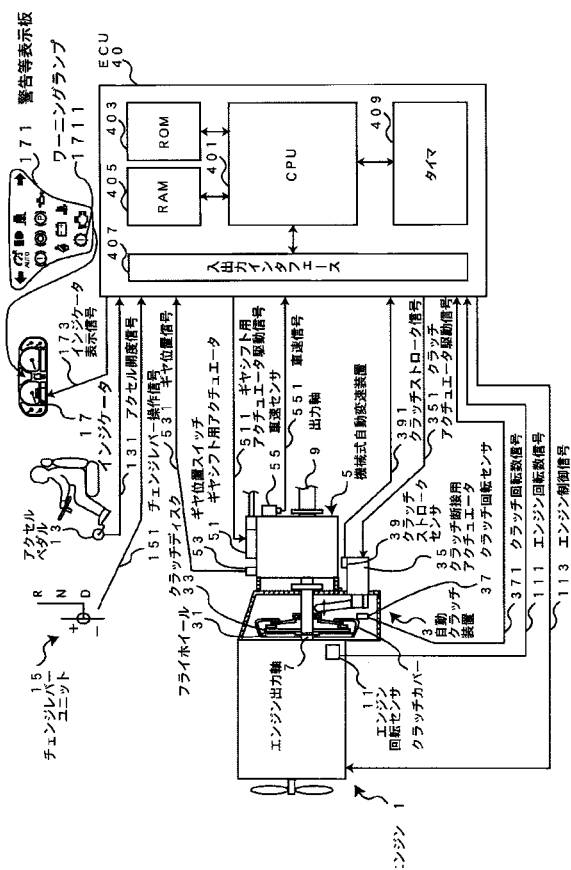 チェンジレバー
ユニット
15
R
N
D
+
−
アクセル
ペダル
13
151 チェンジレバー操作信号
131 アクセル開度信号
インジケータ
17
173
インジケータ
表示信号
171 警告等表示板
ワーニングランプ
1711
AUTO
P
ECU
40
ROM
403
RAM
405
401
CPU
407
入出力インタフェース
409
タイマ
フライホイール
31
クラッチディスク
33
ギヤ位置スイッチ
53
ギヤシフト用アクチュエータ
51
531 ギヤ位置信号
511 ギヤシフト用
アクチュエータ駆動信号
車速センサ
55
551 車速信号
9 出力軸
5
機械式自動変速装置
391
クラッチストローク信号
351 クラッチ
アクチュエータ駆動信号
39
クラッチ
ストローク
センサ
35
クラッチ断接用
アクチュエータ
37 クラッチ回転センサ
3
自動
クラッチ
装置
371 クラッチ回転数信号
111 エンジン回転数信号
113 エンジン制御信号
エンジン出力軸
7
11
エンジン
回転センサ
クラッチカバー
ンジン 1